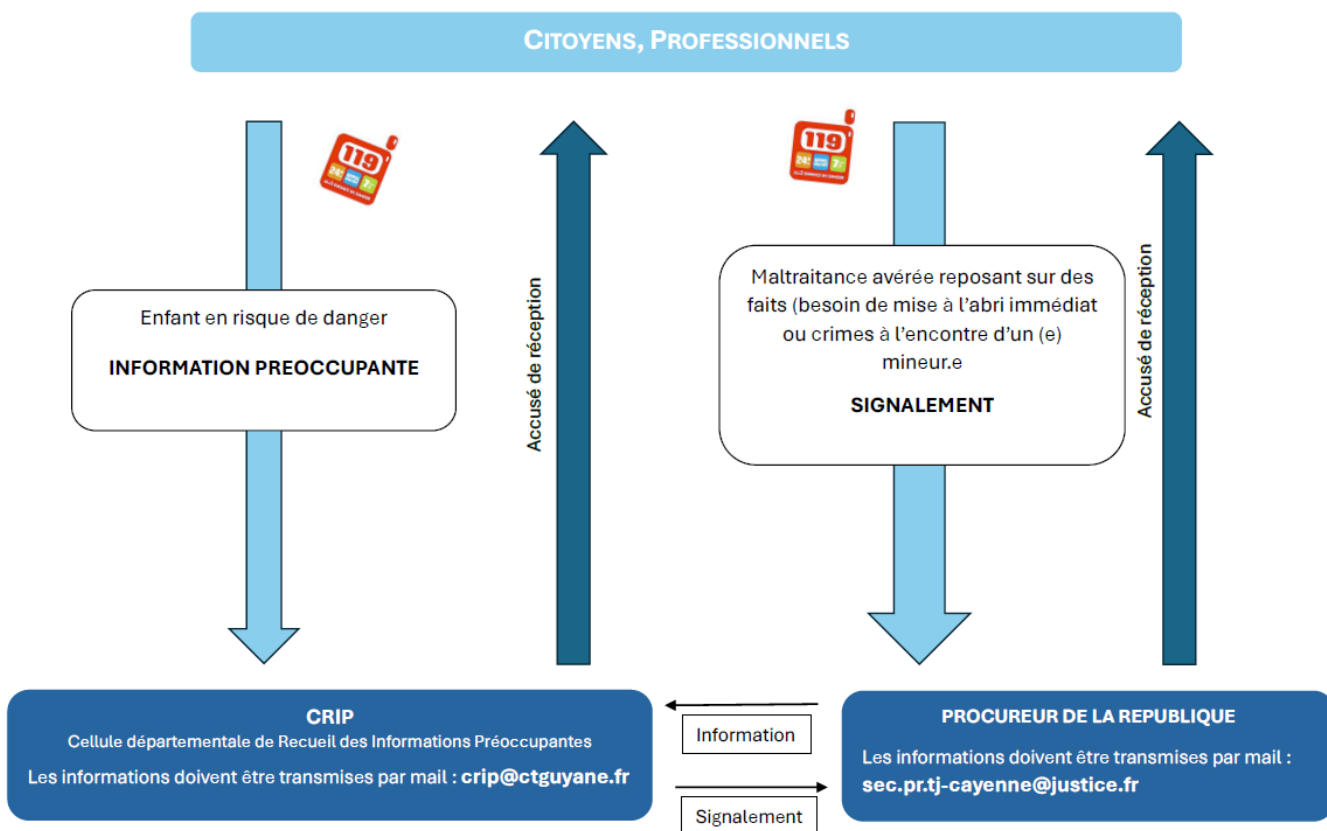 CITOYENS, PROFESSIONNELS
119
119
Enfant en risque de danger
INFORMATION PREOCCUPANTE
Accusé de réception
Maltraitance avérée reposant sur des
faits (besoin de mise à l'abri immédiat
ou crimes à l'encontre d'un (e)
mineur.e
SIGNALEMENT
Accusé de réception
CRIP
Cellule départementale de Recueil des Informations Préoccupantes
Les informations doivent être transmises par mail : crip@ctguyane.fr
Information
Signalement
PROCUREUR DE LA REPUBLIQUE
Les informations doivent être transmises par mail :
sec.pr.tj-cayenne@justice.fr